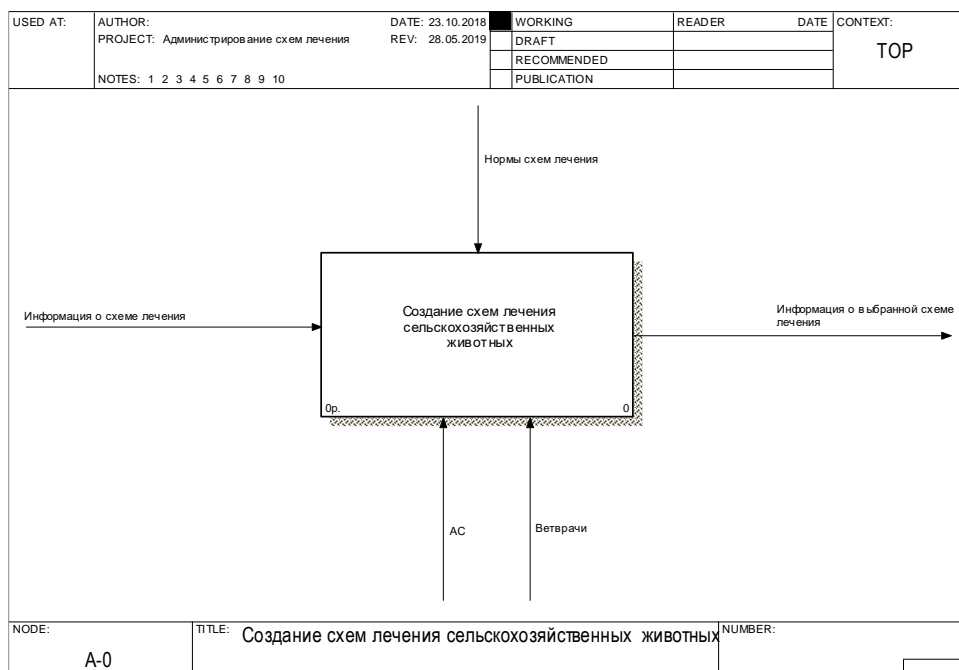 USED AT:
AUTHOR:
DATE: 23.10.2018
PROJECT: Администрирование схем лечения
REV: 28.05.2019
NOTES: 1 2 3 4 5 6 7 8 9 10
WORKING
DRAFT
RECOMMENDED
PUBLICATION
READER
DATE
CONTEXT:
TOP
Нормы схем лечения
Информация о схеме лечения
Создание схем лечения
сельскохозяйственных
животных
0р.
0
Информация о выбранной схеме
лечения
АС
Ветврачи
NODE:
A-0
TITLE:
Создание схем лечения сельскохозяйственных животных
NUMBER: